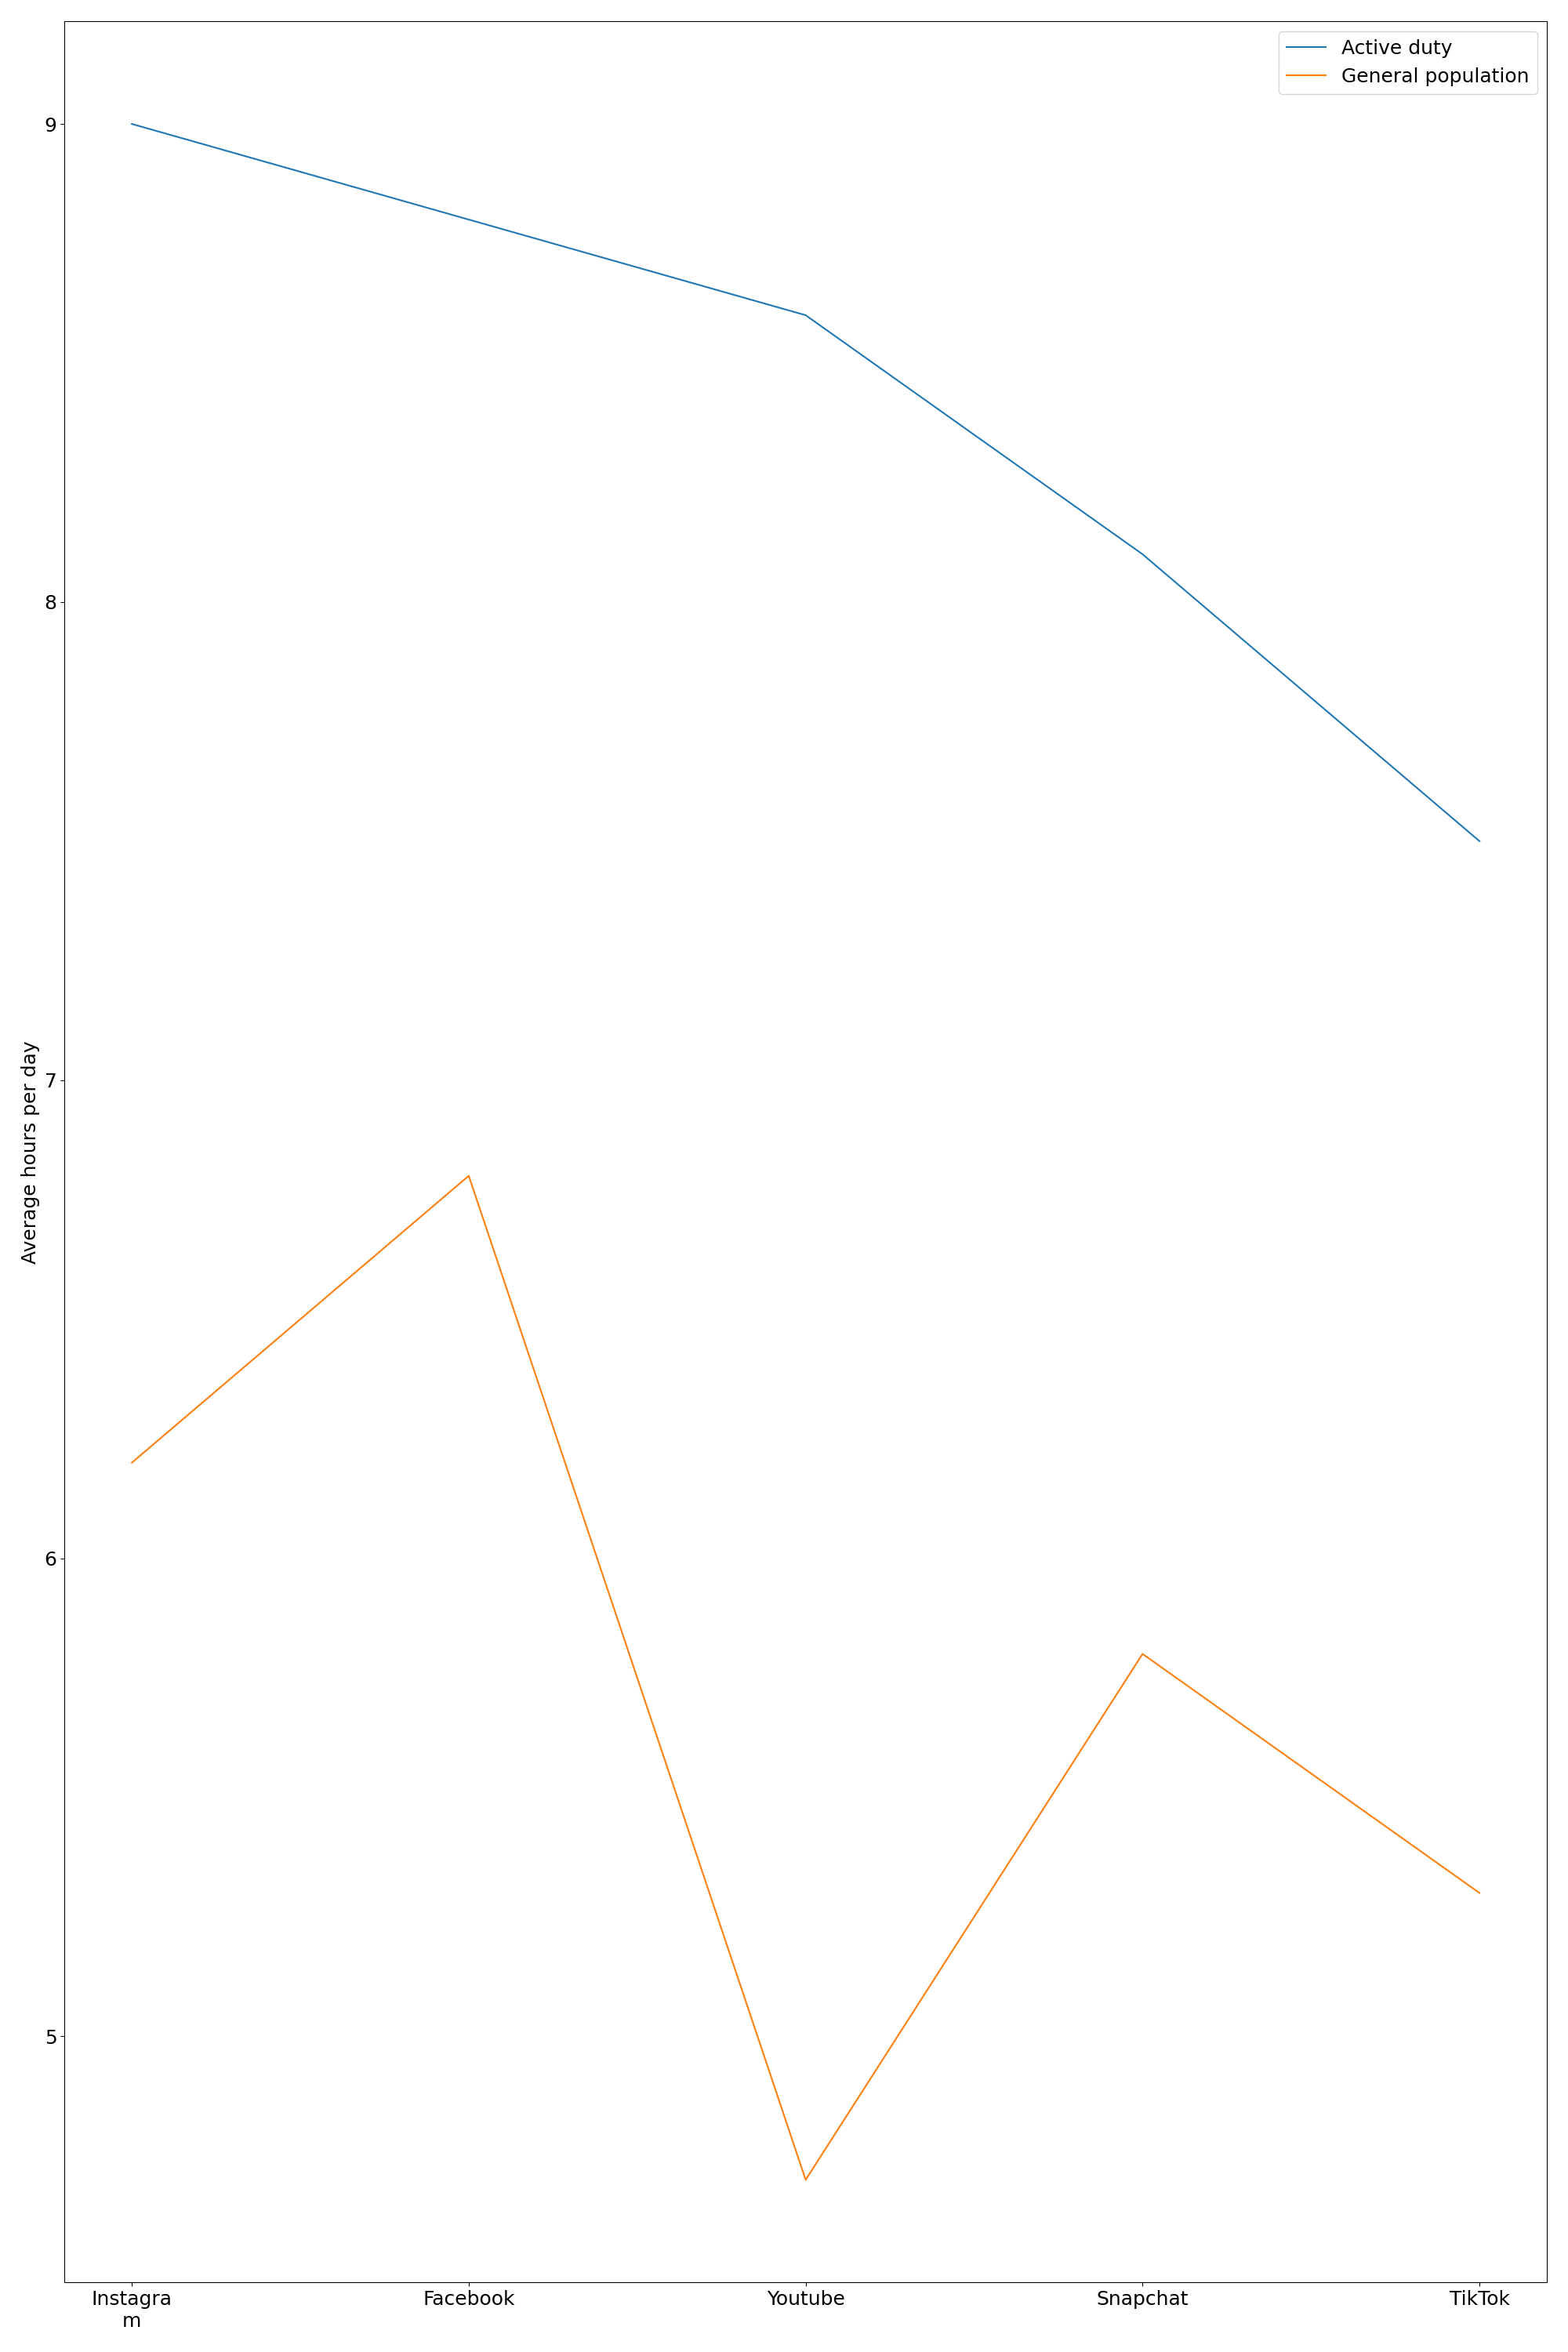 Active duty
General population
9
8
7
6
5
Average hours per day
Instagra
m
Facebook
Youtube
Snapchat
TikTok